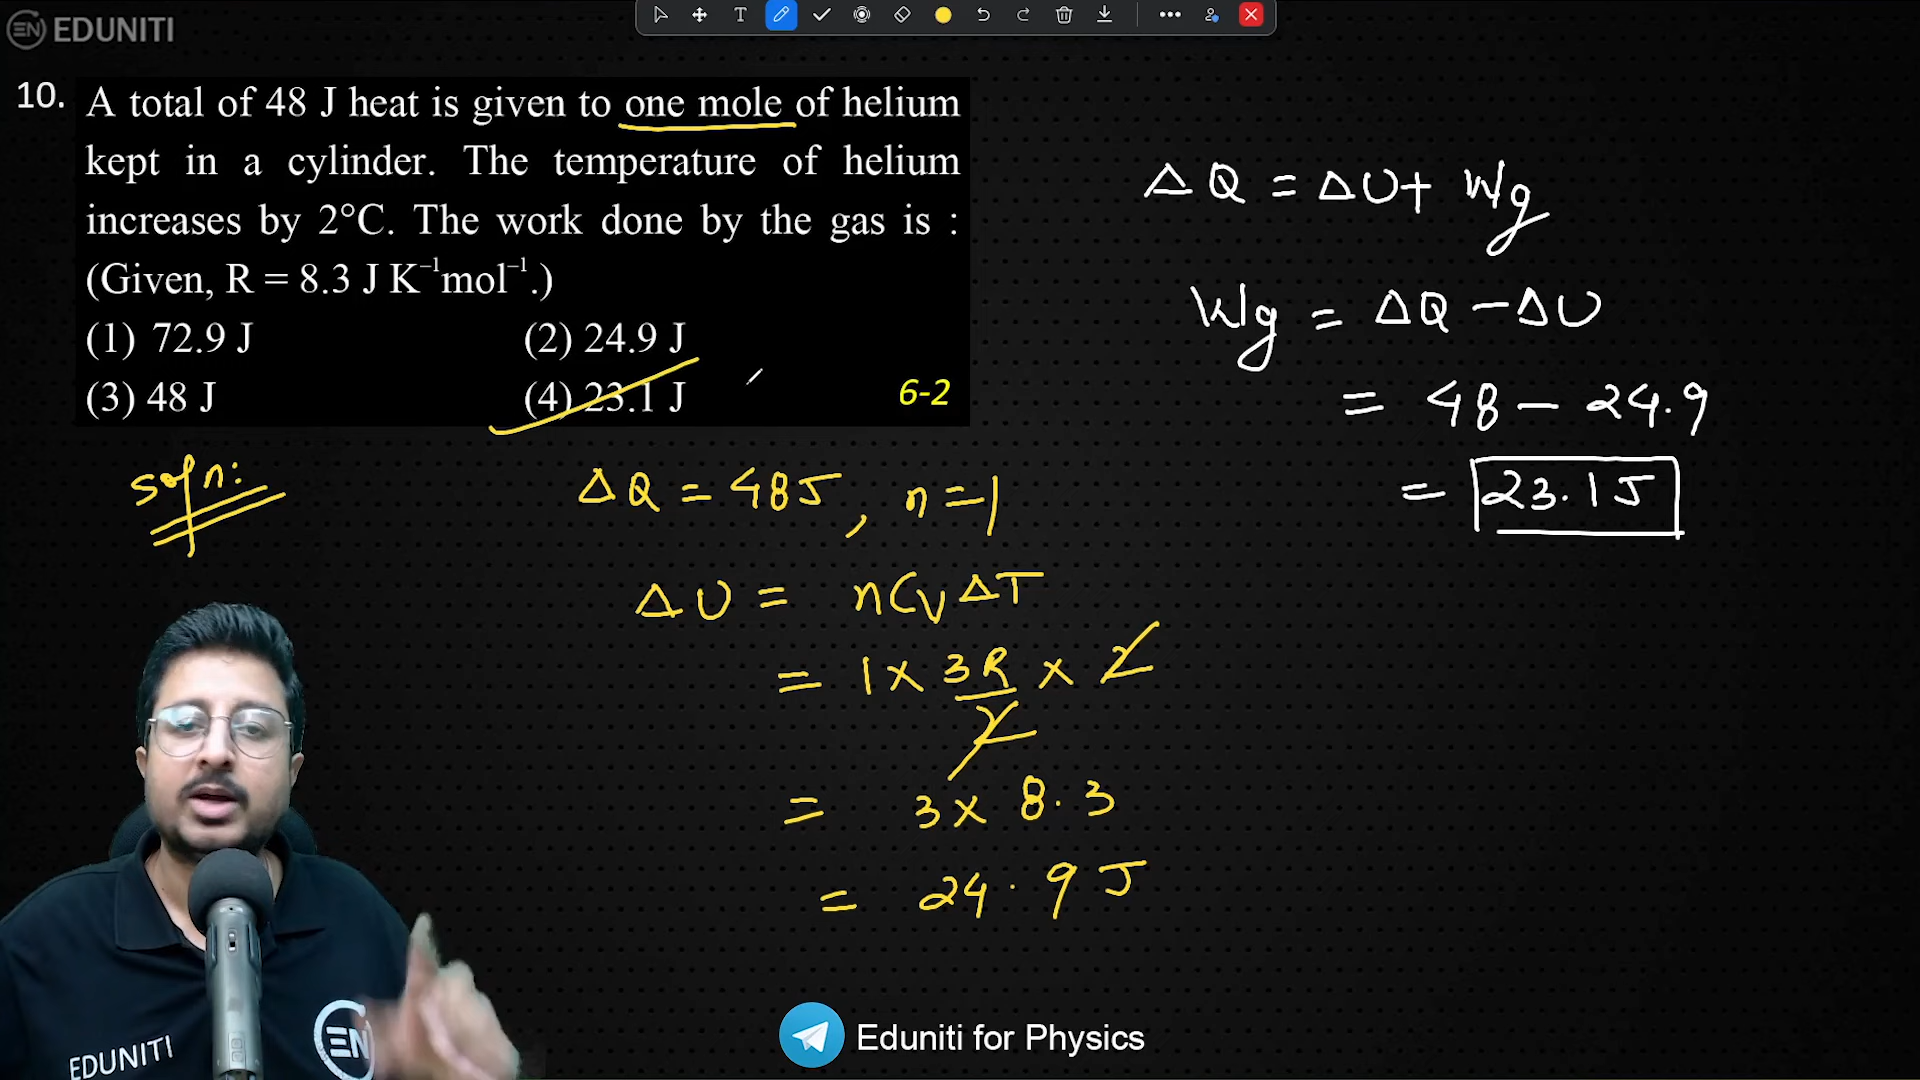 EN EDUNITI
10. A total of 48 J heat is given to one mole of helium
kept in a cylinder. The temperature of helium
increases by 2°C. The work done by the gas is :
(Given, R = 8.3 J K⁻¹mol⁻¹.)
(1) 72.9 J (2) 24.9 J
(3) 48 J (4) 23.1 J 6-2
Soln:
ΔQ = 48J, n = 1
ΔU = nCvΔT
= 1 × 3R/2 × 2
= 3 × 8.3
= 24.9 J
ΔQ = ΔU + Wg
Wg = ΔQ - ΔU
= 48 - 24.9
= 23.1 J
EN
EDUNITI
Eduniti for Physics
T